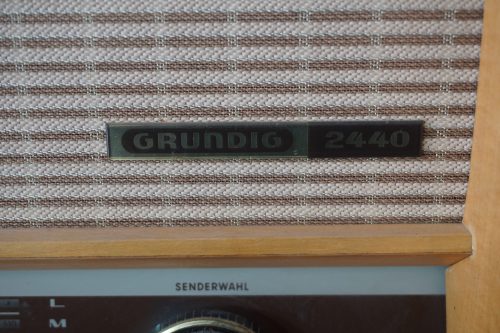 GRUNDIG 2440
SENDERWAHL
L
M